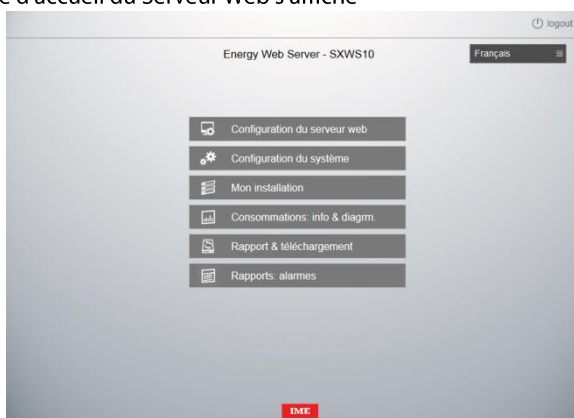 e d'accueil du Serveur Web s'affiche
logout
Energy Web Server - SXWS10
Français
Configuration du serveur web
Configuration du système
Mon installation
Consommations: info & diagrm.
Rapport & téléchargement
Rapports: alarmes
IME